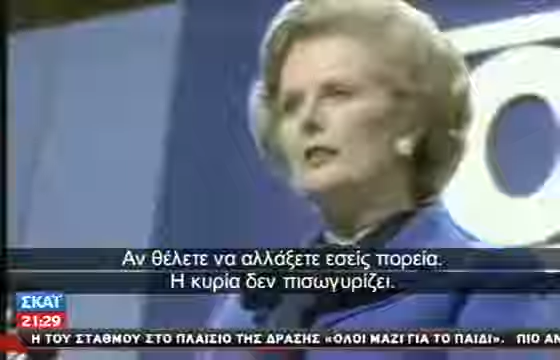 Αν θέλετε να αλλάξετε εσείς πορεία.
Η κυρία δεν πισωγυρίζει.
ΣΚΑΪ
21:29
Η ΤΟΥ ΣΤΑΘΜΟΥ ΣΤΟ ΠΛΑΙΣΙΟ ΤΗΣ ΔΡΑΣΗΣ «ΟΛΟΙ ΜΑΖΙ ΓΙΑ ΤΟ ΠΑΙΔΙ». ΠΙΟ Α